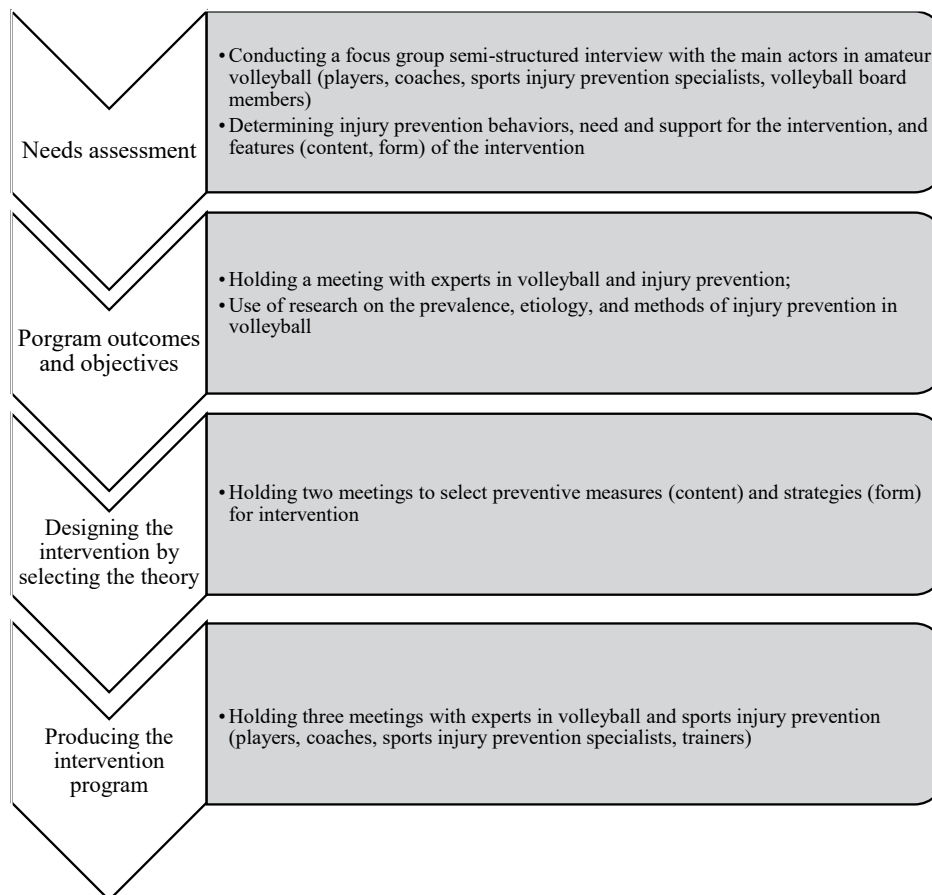 Needs assessment
•Conducting a focus group semi-structured interview with the main actors in amateur
volleyball (players, coaches, sports injury prevention specialists, volleyball board
members)
•Determining injury prevention behaviors, need and support for the intervention, and
features (content, form) of the intervention
Porgram outcomes
and objectives
•Holding a meeting with experts in volleyball and injury prevention;
•Use of research on the prevalence, etiology, and methods of injury prevention in
volleyball
Designing the
intervention by
selecting the theory
•Holding two meetings to select preventive measures (content) and strategies (form)
for intervention
Producing the
intervention
program
•Holding three meetings with experts in volleyball and sports injury prevention
(players, coaches, sports injury prevention specialists, trainers)